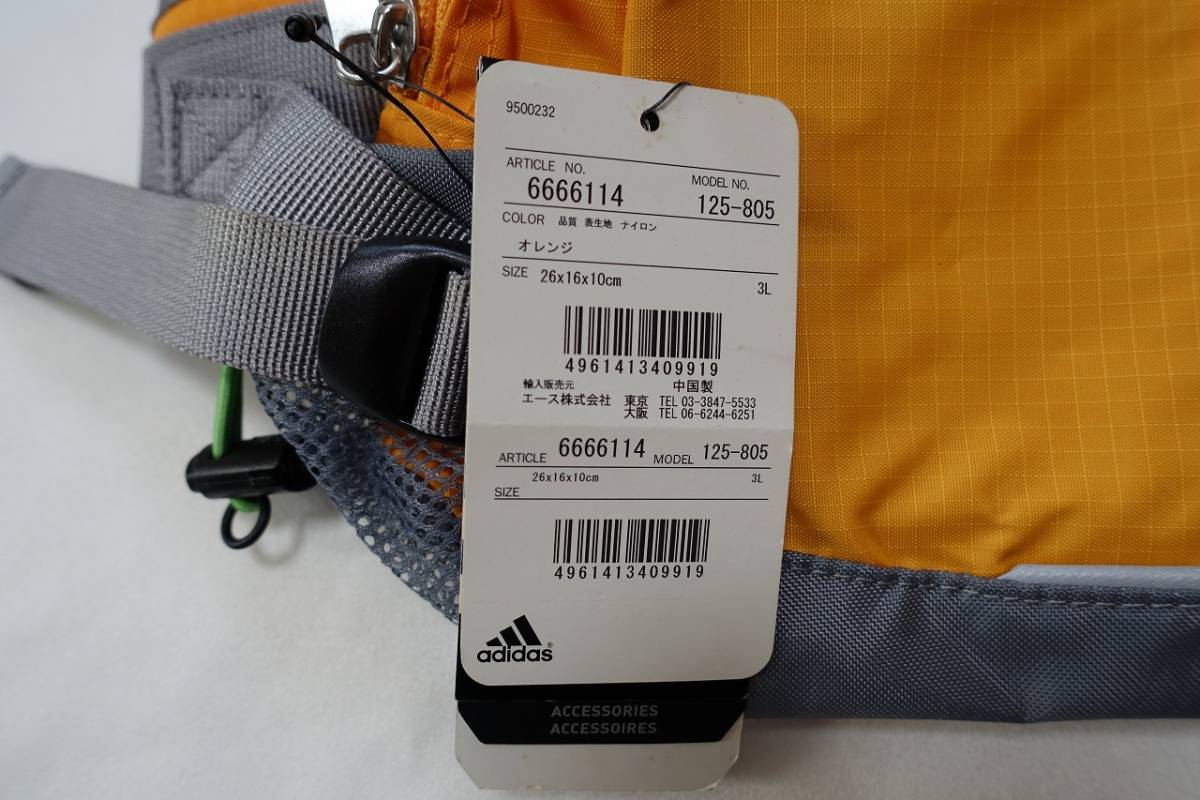 9500232
ARTICLE NO. MODEL NO.
6666114 125-805
COLOR 品質 表生地 ナイロン
オレンジ
SIZE 26x16x10cm 3L
4961413409919
輸入販売元 中国製
エース株式会社 東京 TEL 03-3847-5533
大阪 TEL 06-6244-6251
ARTICLE 6666114 MODEL 125-805
26x16x10cm 3L
SIZE
4961413409919
adidas®
ACCESSORIES
ACCESSOIRES